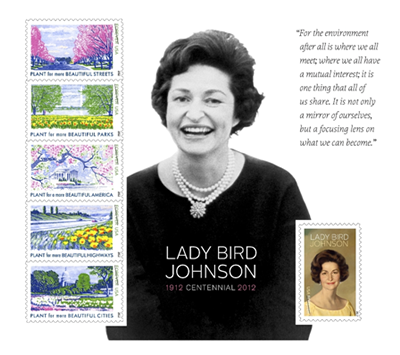 PLANT for more BEAUTIFUL STREETS
PLANT for more BEAUTIFUL PARKS
PLANT for a more BEAUTIFUL AMERICA
PLANT for more BEAUTIFUL HIGHWAYS
PLANT for more BEAUTIFUL CITIES
LADY BIRD
JOHNSON
1912 CENTENNIAL 2012
“For the environment
after all is where we all
meet; where we all have
a mutual interest; it is
one thing that all of
us share. It is not only
a mirror of ourselves,
but a focusing lens on
what we can become.”
LADY BIRD
JOHNSON